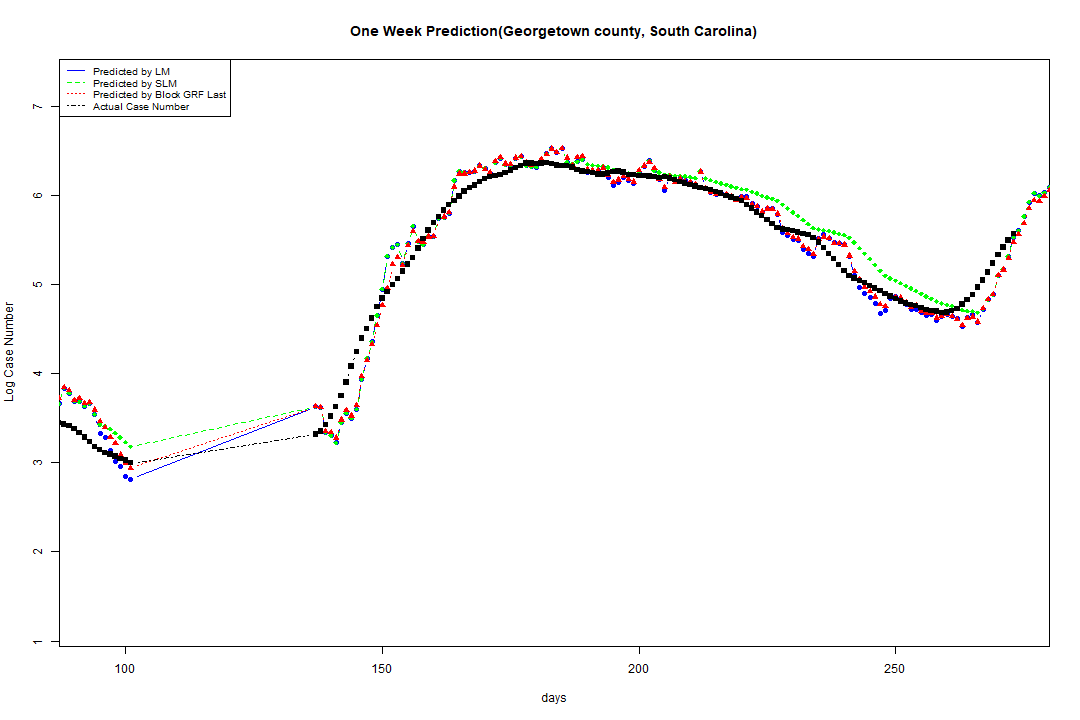 One Week Prediction(Georgetown county, South Carolina)
Predicted by LM
Predicted by SLM
Predicted by Block GRF Last
Actual Case Number
7
6
5
4
3
2
1
Log Case Number
100 150 200 250
days